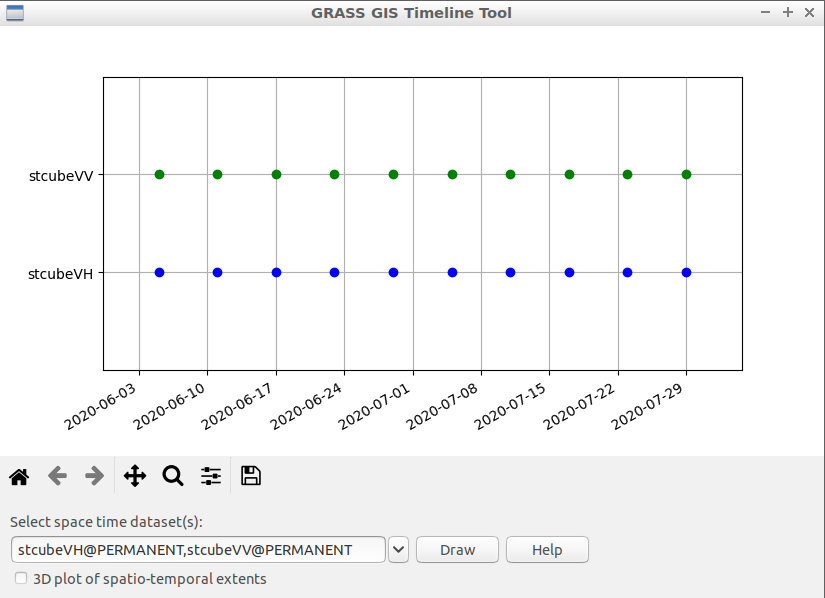 GRASS GIS Timeline Tool
stcubeVV
stcubeVH
2020-06-03
2020-06-10
2020-06-17
2020-06-24
2020-07-01
2020-07-08
2020-07-15
2020-07-22
2020-07-29
Select space time dataset(s):
stcubeVH@PERMANENT,stcubeVV@PERMANENT
Draw
Help
3D plot of spatio-temporal extents